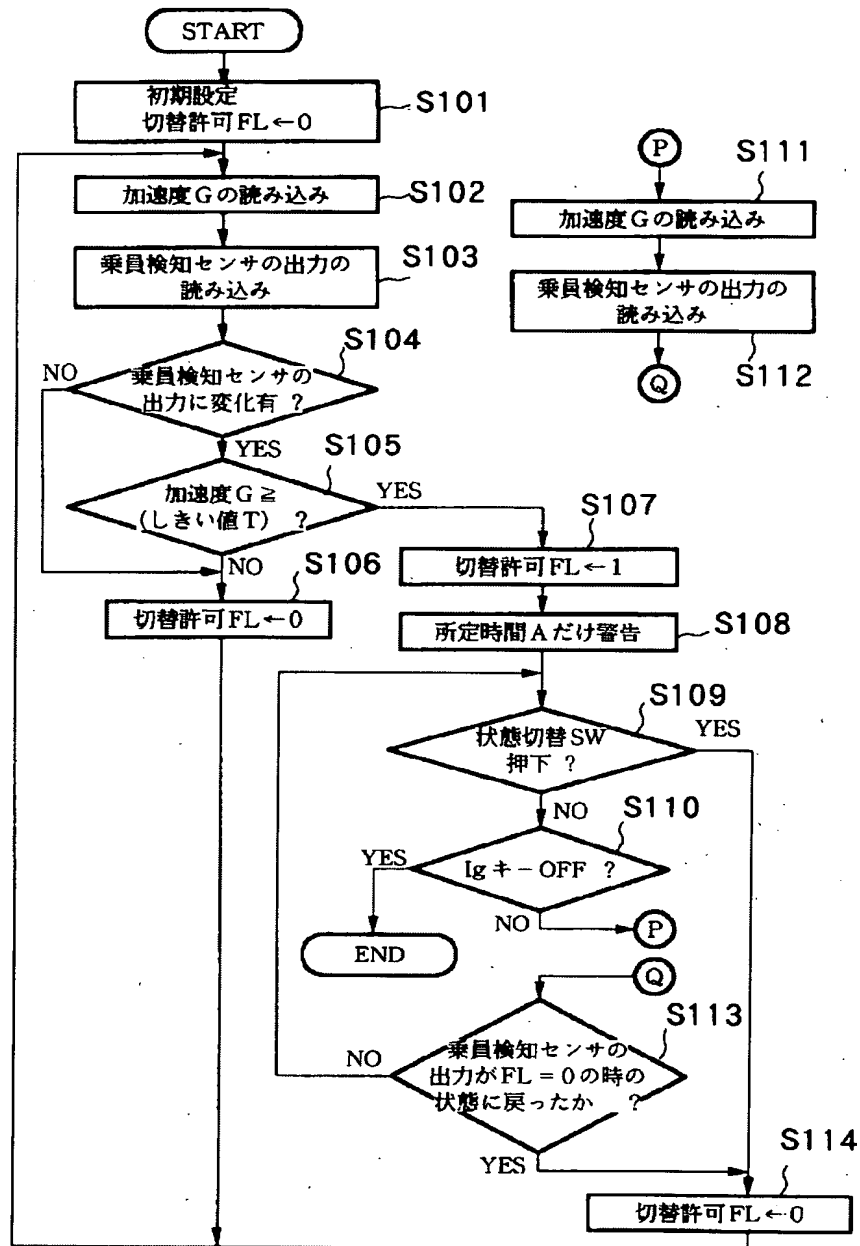 START
初期設定
切替許可FL←0
S101
加速度Gの読み込み
S102
乗員検知センサの出力の
読み込み
S103
S104
NO
乗員検知センサの
出力に変化有 ?
YES
S105
加速度G≧
(しきい値T) ?
YES
NO
S106
切替許可FL←0
P
S111
加速度Gの読み込み
乗員検知センサの出力の
読み込み
S112
Q
S107
切替許可FL←1
所定時間Aだけ警告
S108
S109
状態切替SW
押下 ?
YES
NO
S110
YES
IgキーOFF ?
NO
P
END
Q
S113
NO
乗員検知センサの
出力がFL=0の時の
状態に戻ったか ?
YES
S114
切替許可FL←0